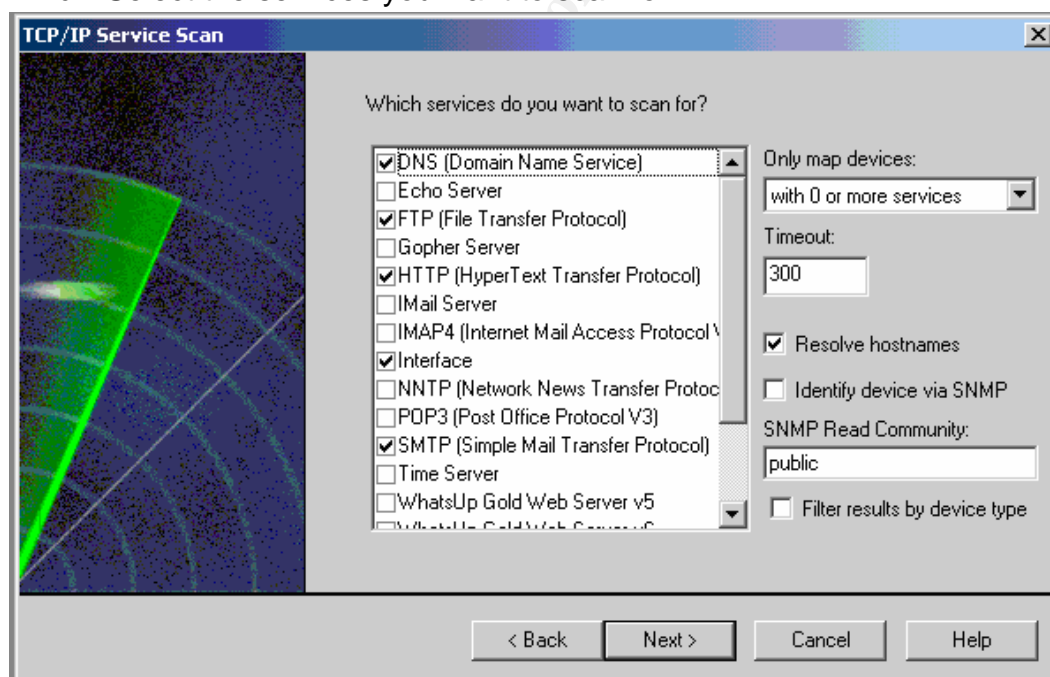 TCP/IP Service Scan
Which services do you want to scan for?
DNS (Domain Name Service)
Echo Server
FTP (File Transfer Protocol)
Gopher Server
HTTP (HyperText Transfer Protocol)
IMail Server
IMAP4 (Internet Mail Access Protocol
Interface
NNTP (Network News Transfer Protoc
POP3 (Post Office Protocol V3)
SMTP (Simple Mail Transfer Protocol)
Time Server
WhatsUp Gold Web Server v5
Only map devices:
with 0 or more services
Timeout:
300
Resolve hostnames
Identify device via SNMP
SNMP Read Community:
public
Filter results by device type
< Back
Next >
Cancel
Help